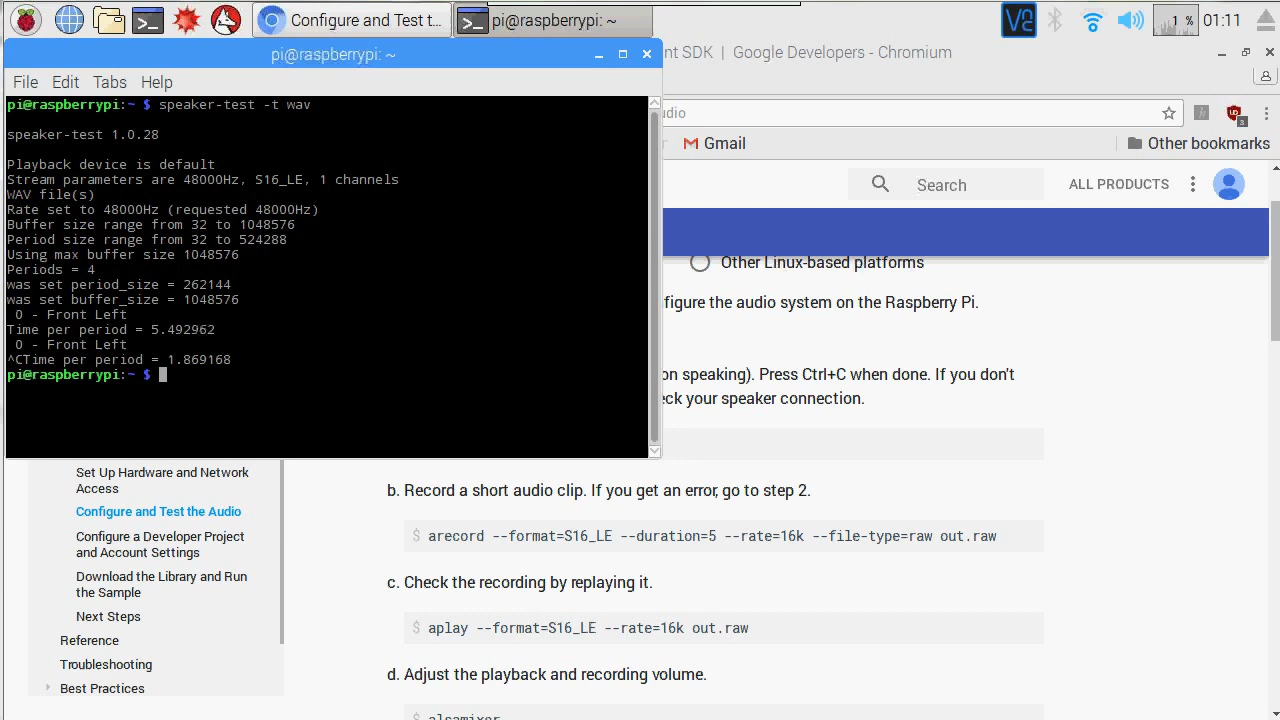 Configure and Test t...
pi@raspberrypi: ~
1 %
01:11
pi@raspberrypi: ~
nt SDK | Google Developers - Chromium
File Edit Tabs Help
pi@raspberrypi:~ $ speaker-test -t wav
speaker-test 1.0.28
Playback device is default
Stream parameters are 48000Hz, S16_LE, 1 channels
WAV file(s)
Rate set to 48000Hz (requested 48000Hz)
Buffer size range from 32 to 1048576
Period size range from 32 to 524288
Using max buffer size 1048576
Periods = 4
was set period_size = 262144
was set buffer_size = 1048576
0 - Front Left
Time per period = 5.492962
0 - Front Left
^CTime per period = 1.869168
pi@raspberrypi:~ $
dio
3
Gmail
Other bookmarks
Search
ALL PRODUCTS
Other Linux-based platforms
figure the audio system on the Raspberry Pi.
on speaking). Press Ctrl+C when done. If you don't
ck your speaker connection.
Set Up Hardware and Network
Access
Configure and Test the Audio
Configure a Developer Project
and Account Settings
Download the Library and Run
the Sample
Next Steps
Reference
Troubleshooting
Best Practices
b. Record a short audio clip. If you get an error, go to step 2.
$ arecord --format=S16_LE --duration=5 --rate=16k --file-type=raw out.raw
c. Check the recording by replaying it.
$ aplay --format=S16_LE --rate=16k out.raw
d. Adjust the playback and recording volume.
alsamixer